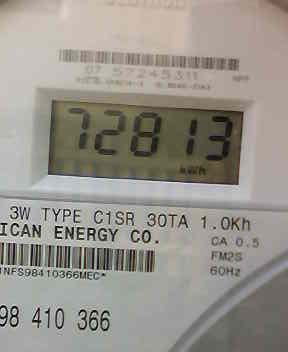 07 57245311
72813
kWh
3W TYPE C1SR 30TA 1.0Kh
ICAN ENERGY CO.
CA 0.5
FM2S
60Hz
1NFS98410366MEC*
98 410 366